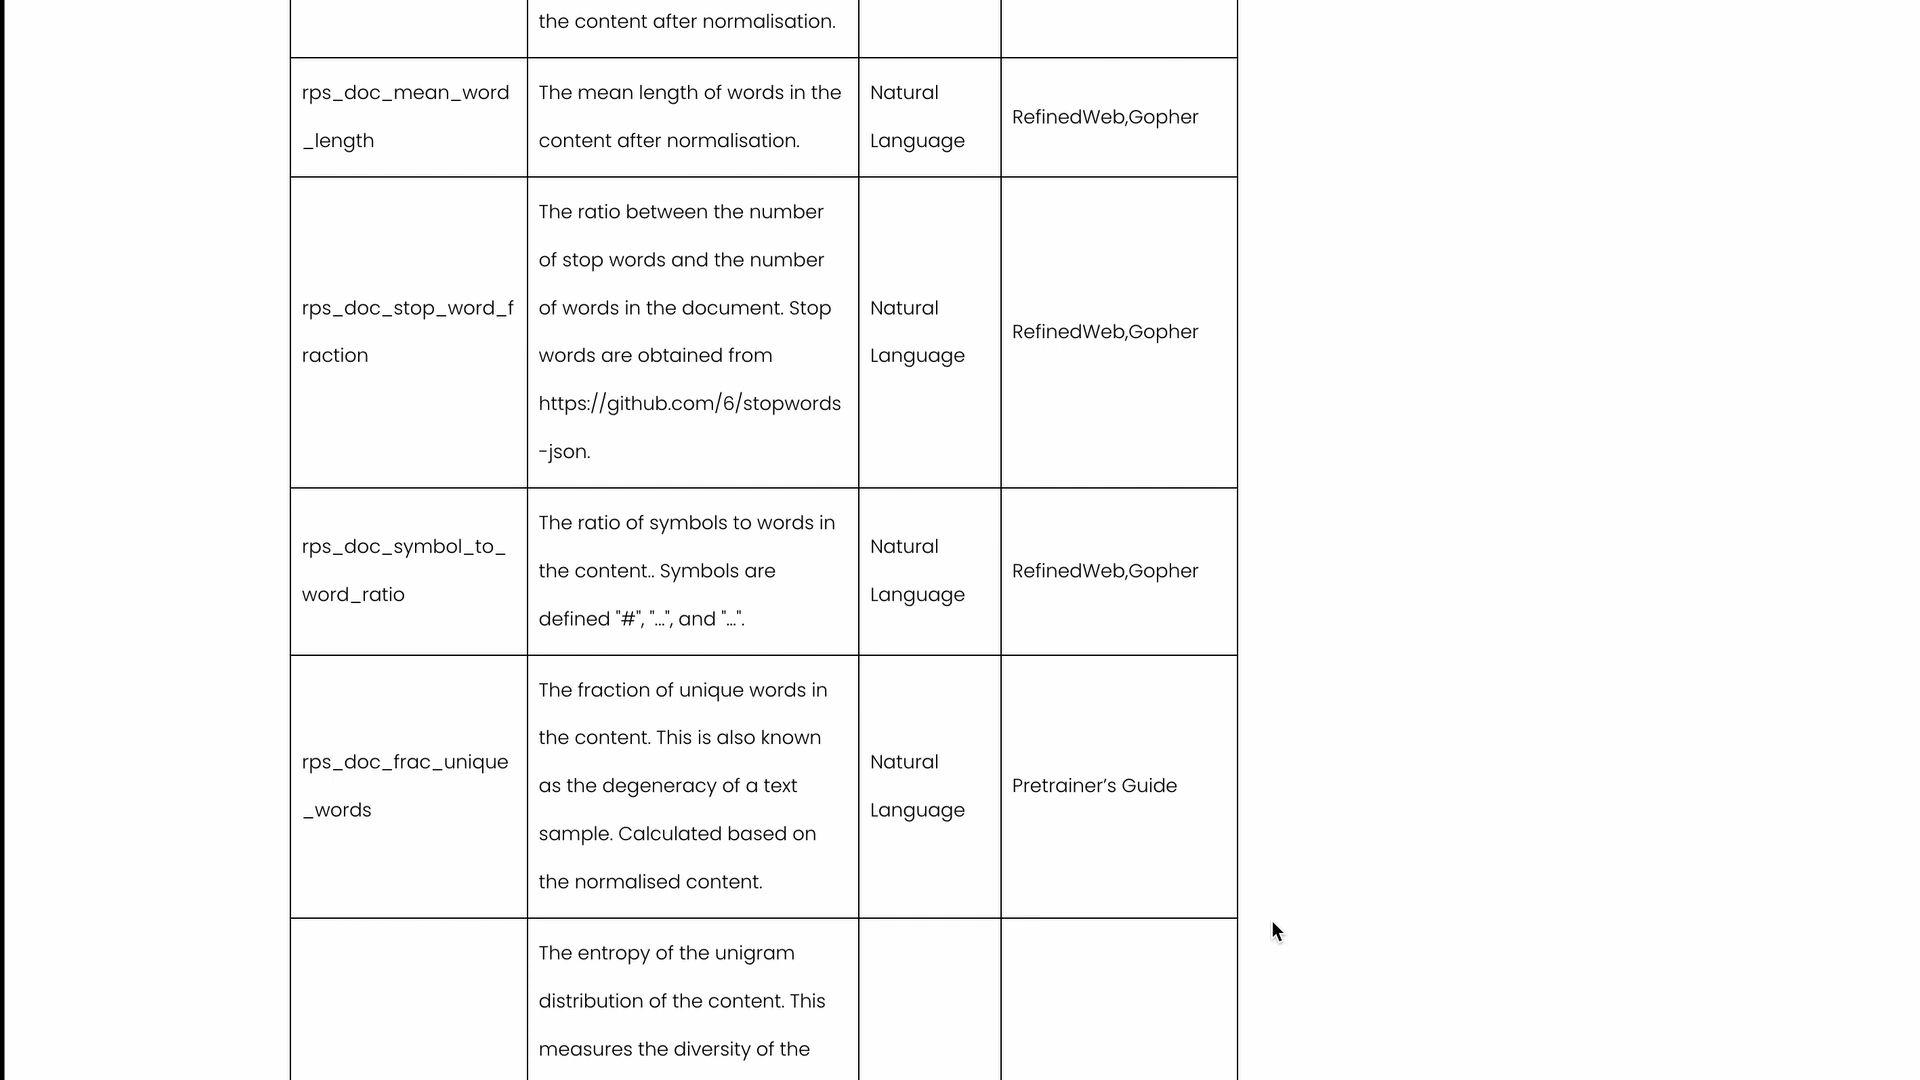 the content after normalisation.
rps_doc_mean_word
_length
The mean length of words in the
content after normalisation.
Natural
Language
RefinedWeb,Gopher
rps_doc_stop_word_f
raction
The ratio between the number
of stop words and the number
of words in the document. Stop
words are obtained from
https://github.com/6/stopwords
-json.
Natural
Language
RefinedWeb,Gopher
rps_doc_symbol_to_
word_ratio
The ratio of symbols to words in
the content.. Symbols are
defined "#", "...", and "…".
Natural
Language
RefinedWeb,Gopher
rps_doc_frac_unique
_words
The fraction of unique words in
the content. This is also known
as the degeneracy of a text
sample. Calculated based on
the normalised content.
Natural
Language
Pretrainer’s Guide
The entropy of the unigram
distribution of the content. This
measures the diversity of the